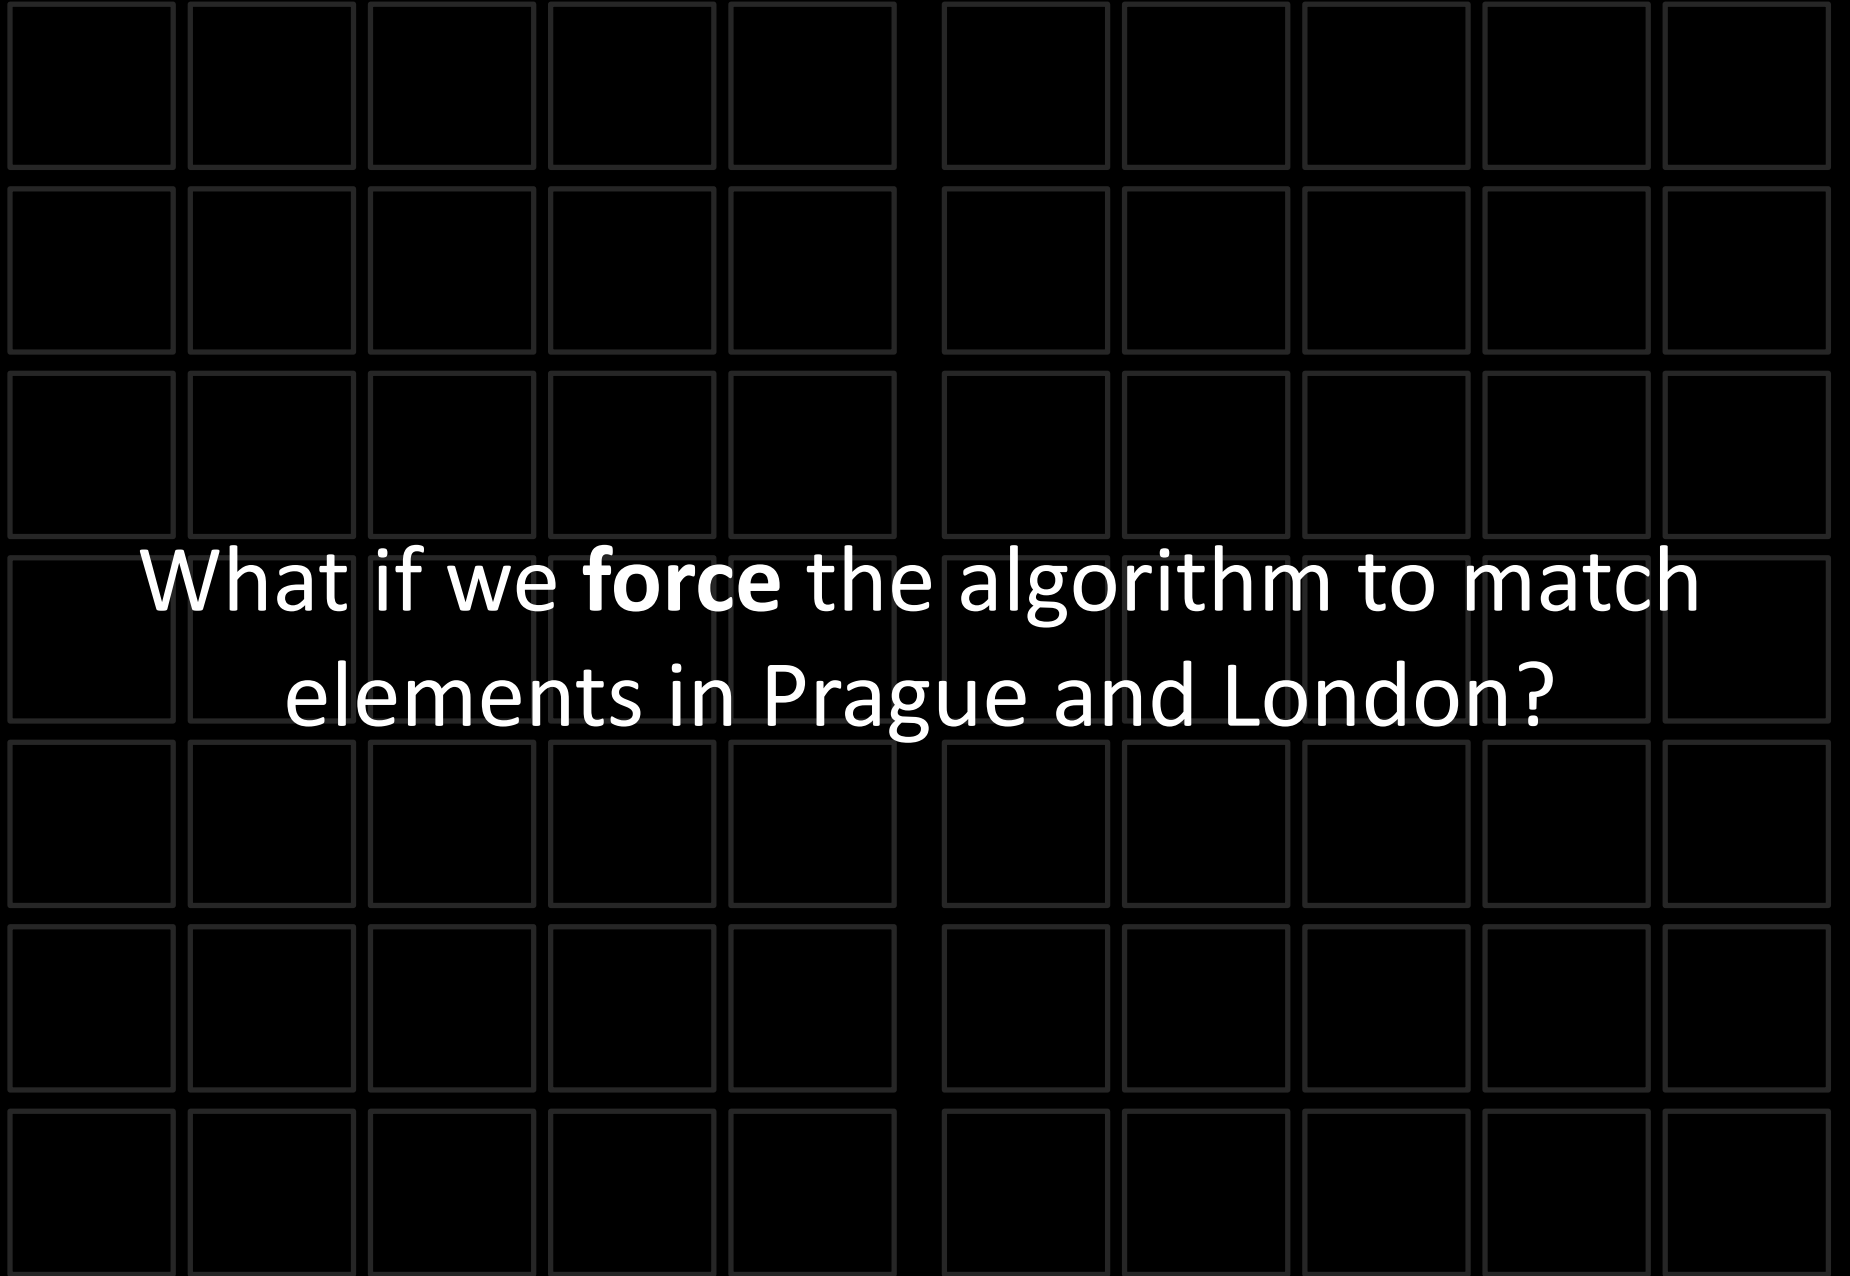 What if we force the algorithm to match
elements in Prague and London?